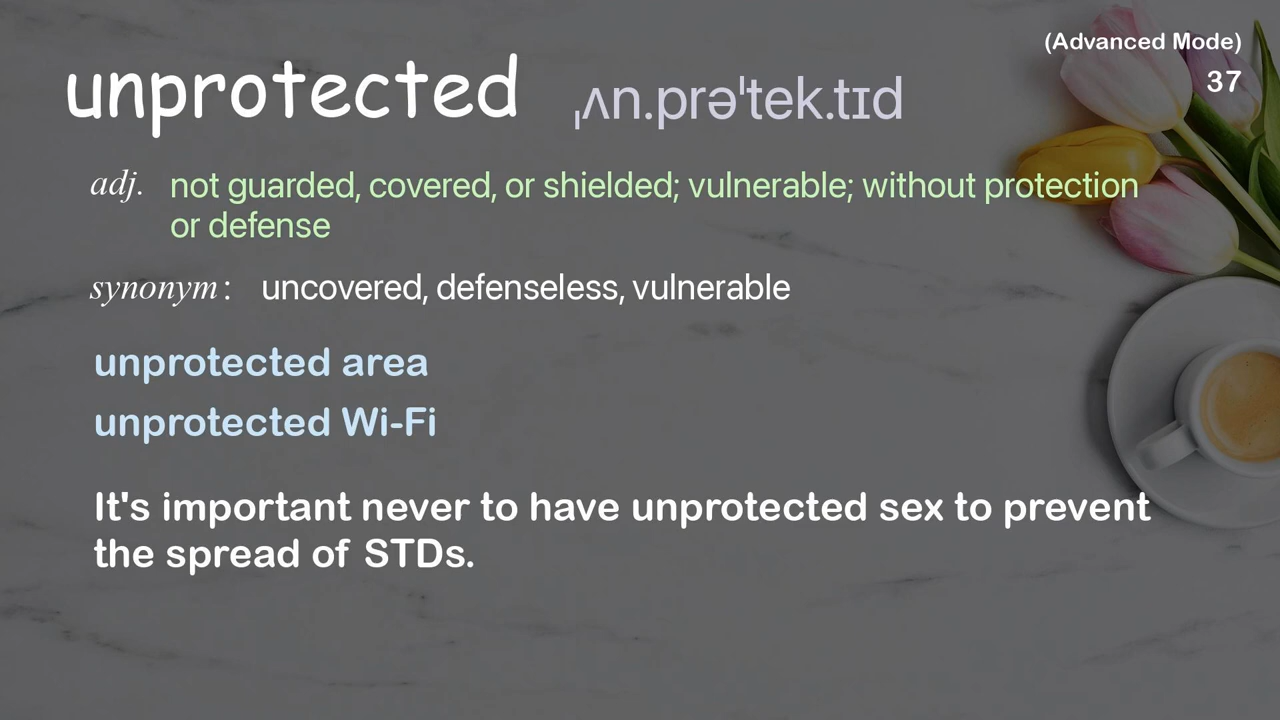 (Advanced Mode)
37
unprotected ˌʌn.prəˈtek.tɪd
adj. not guarded, covered, or shielded; vulnerable; without protection
or defense
synonym: uncovered, defenseless, vulnerable
unprotected area
unprotected Wi-Fi
It's important never to have unprotected sex to prevent
the spread of STDs.